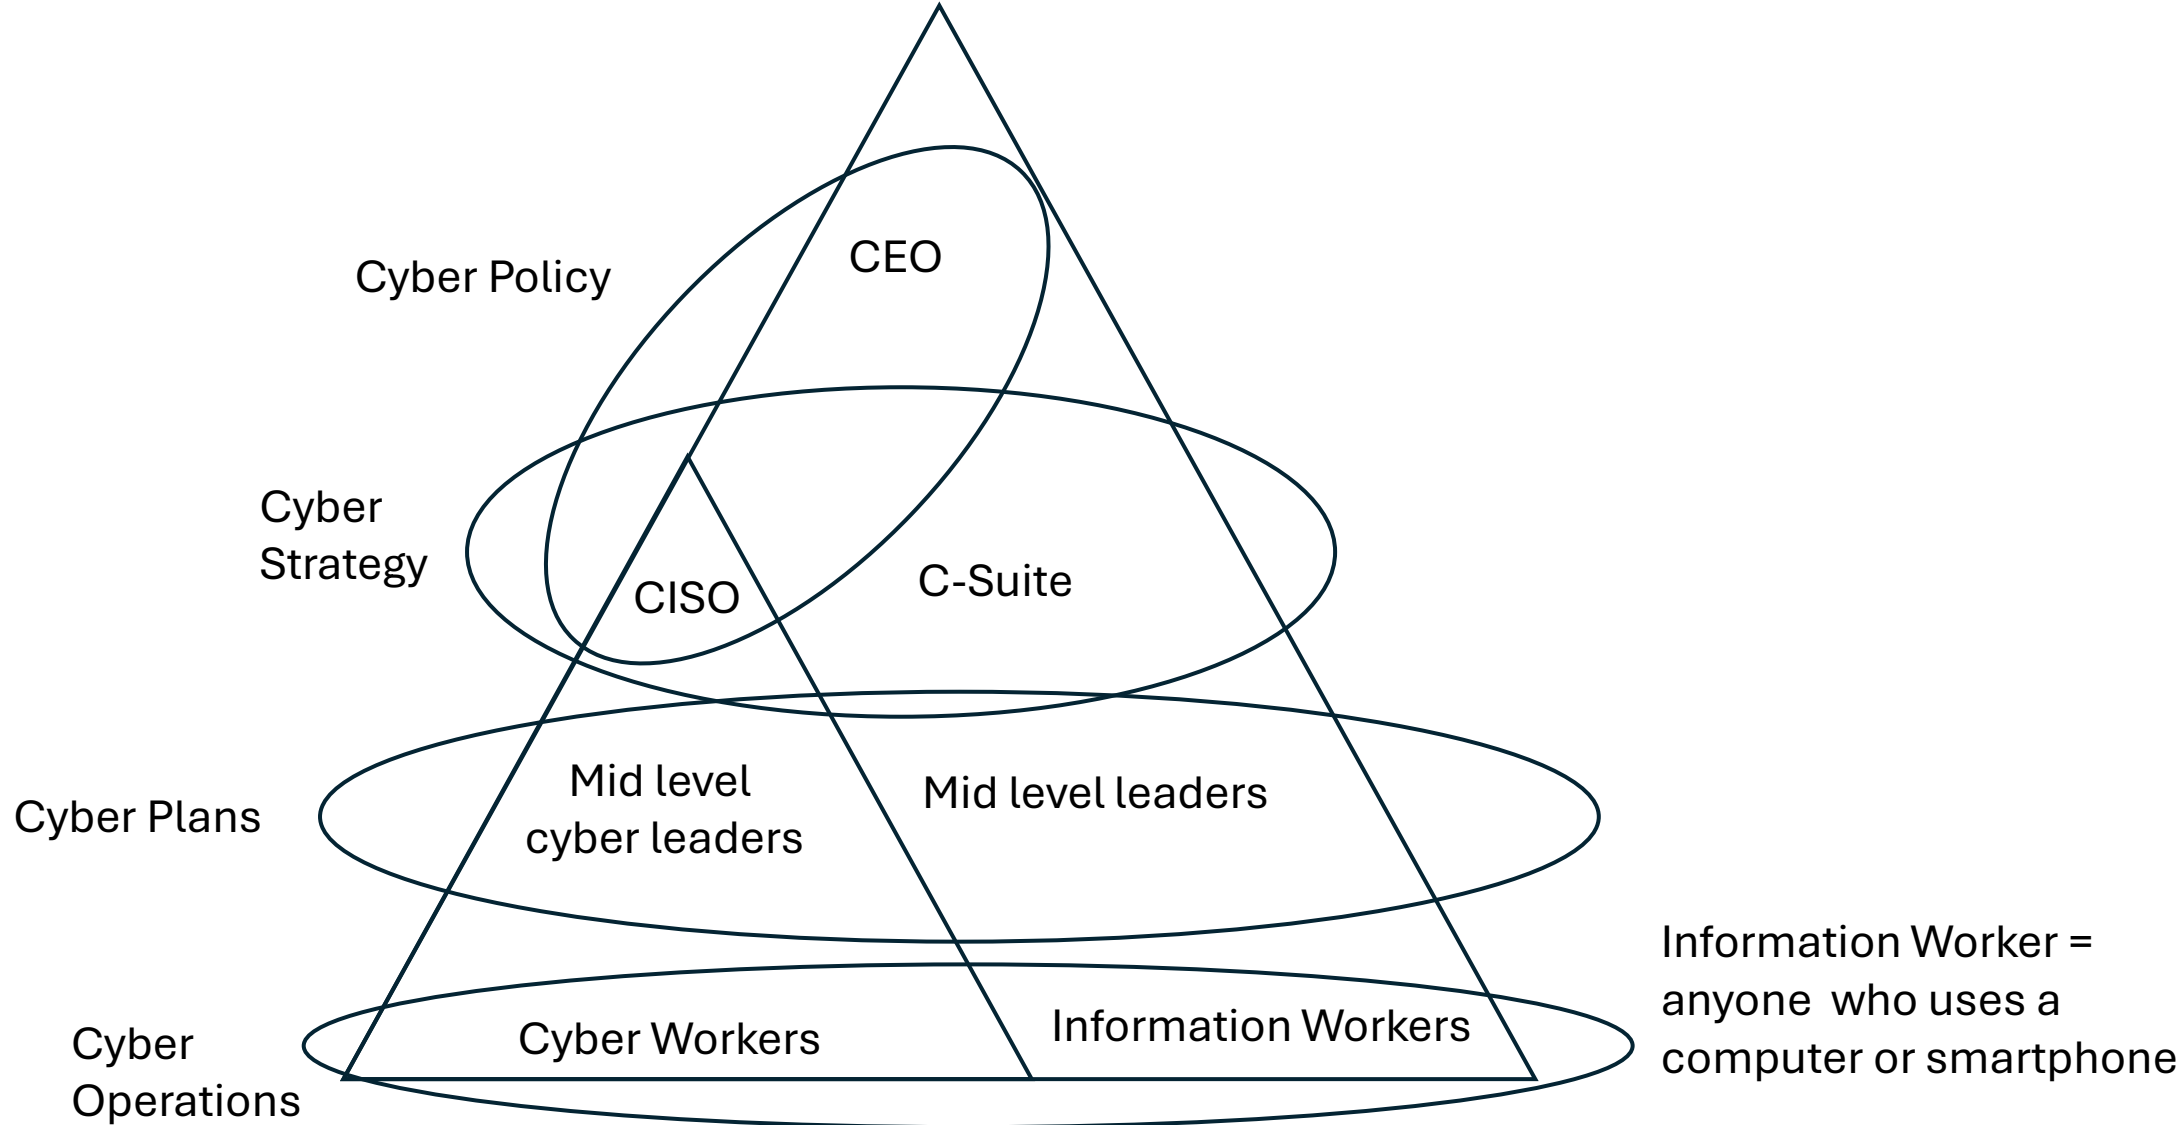 CEO
Cyber Policy
Cyber
Strategy
C-Suite
CISO
Mid level
cyber leaders
Mid level leaders
Cyber Plans
Information Worker =
anyone  who uses a
computer or smartphone
Cyber Workers
Information Workers
Cyber
Operations